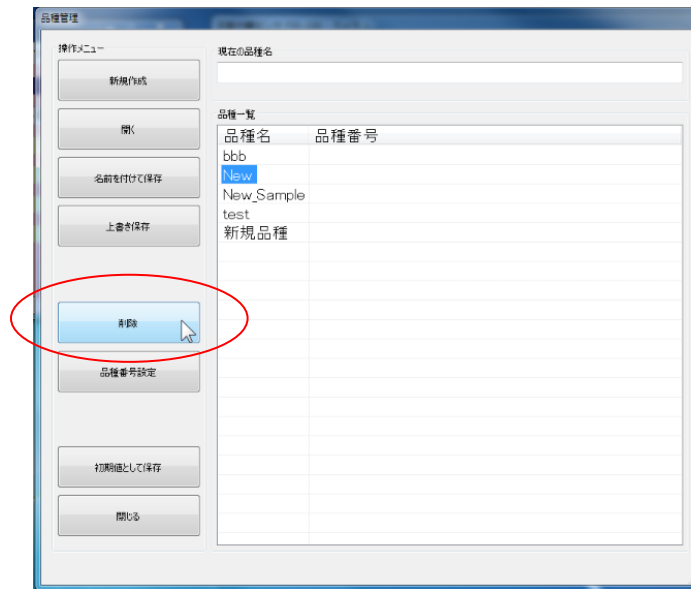 品種管理
操作メニュー
新規作成
開く
名前を付けて保存
上書き保存
削除
品種番号設定
初期値として保存
閉じる
現在の品種名
品種一覧
品種名 品種番号
bbb
New
New_Sample
test
新規品種